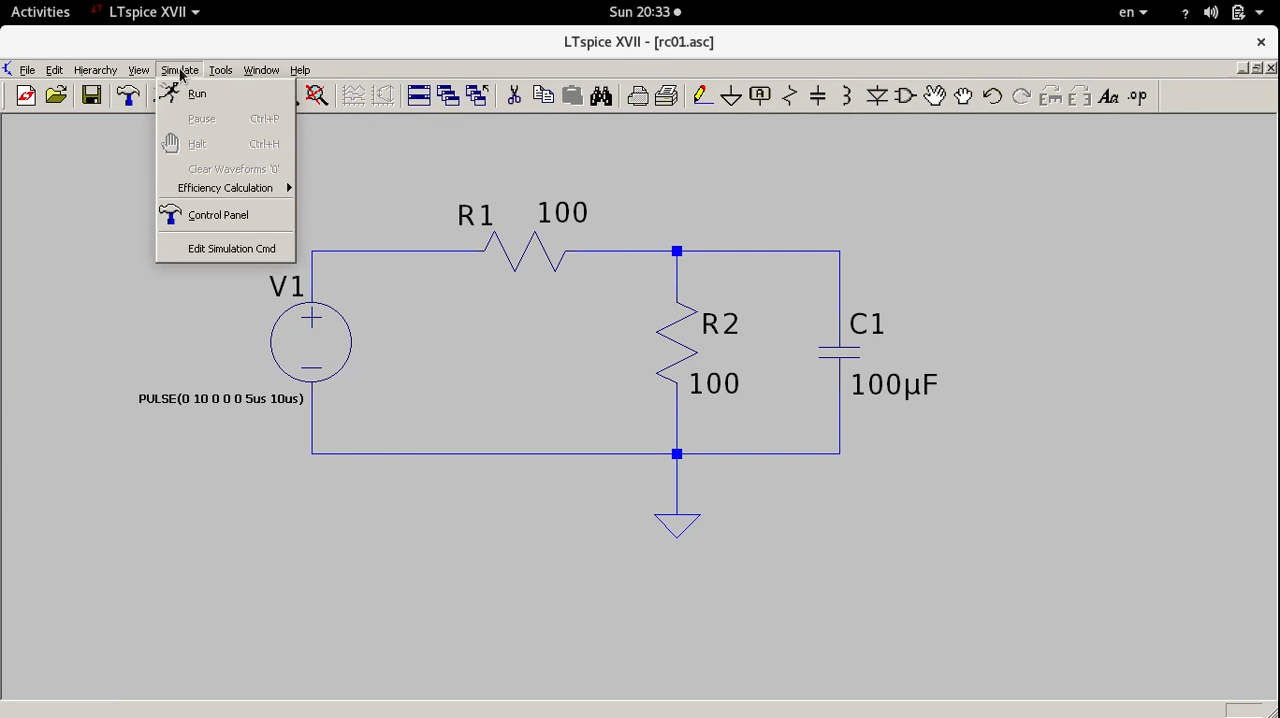 Activities LTspice XVII Sun 20:33 en ?
LTspice XVII - [rc01.asc]
File Edit Hierarchy View Simulate Tools Window Help
A Aa .op
Run
Pause Ctrl+P
Halt Ctrl+H
Clear Waveforms '0'
Efficiency Calculation
Control Panel
Edit Simulation Cmd
R1 100
V1
PULSE(0 10 0 0 0 5us 10us)
R2
100
C1
100µF